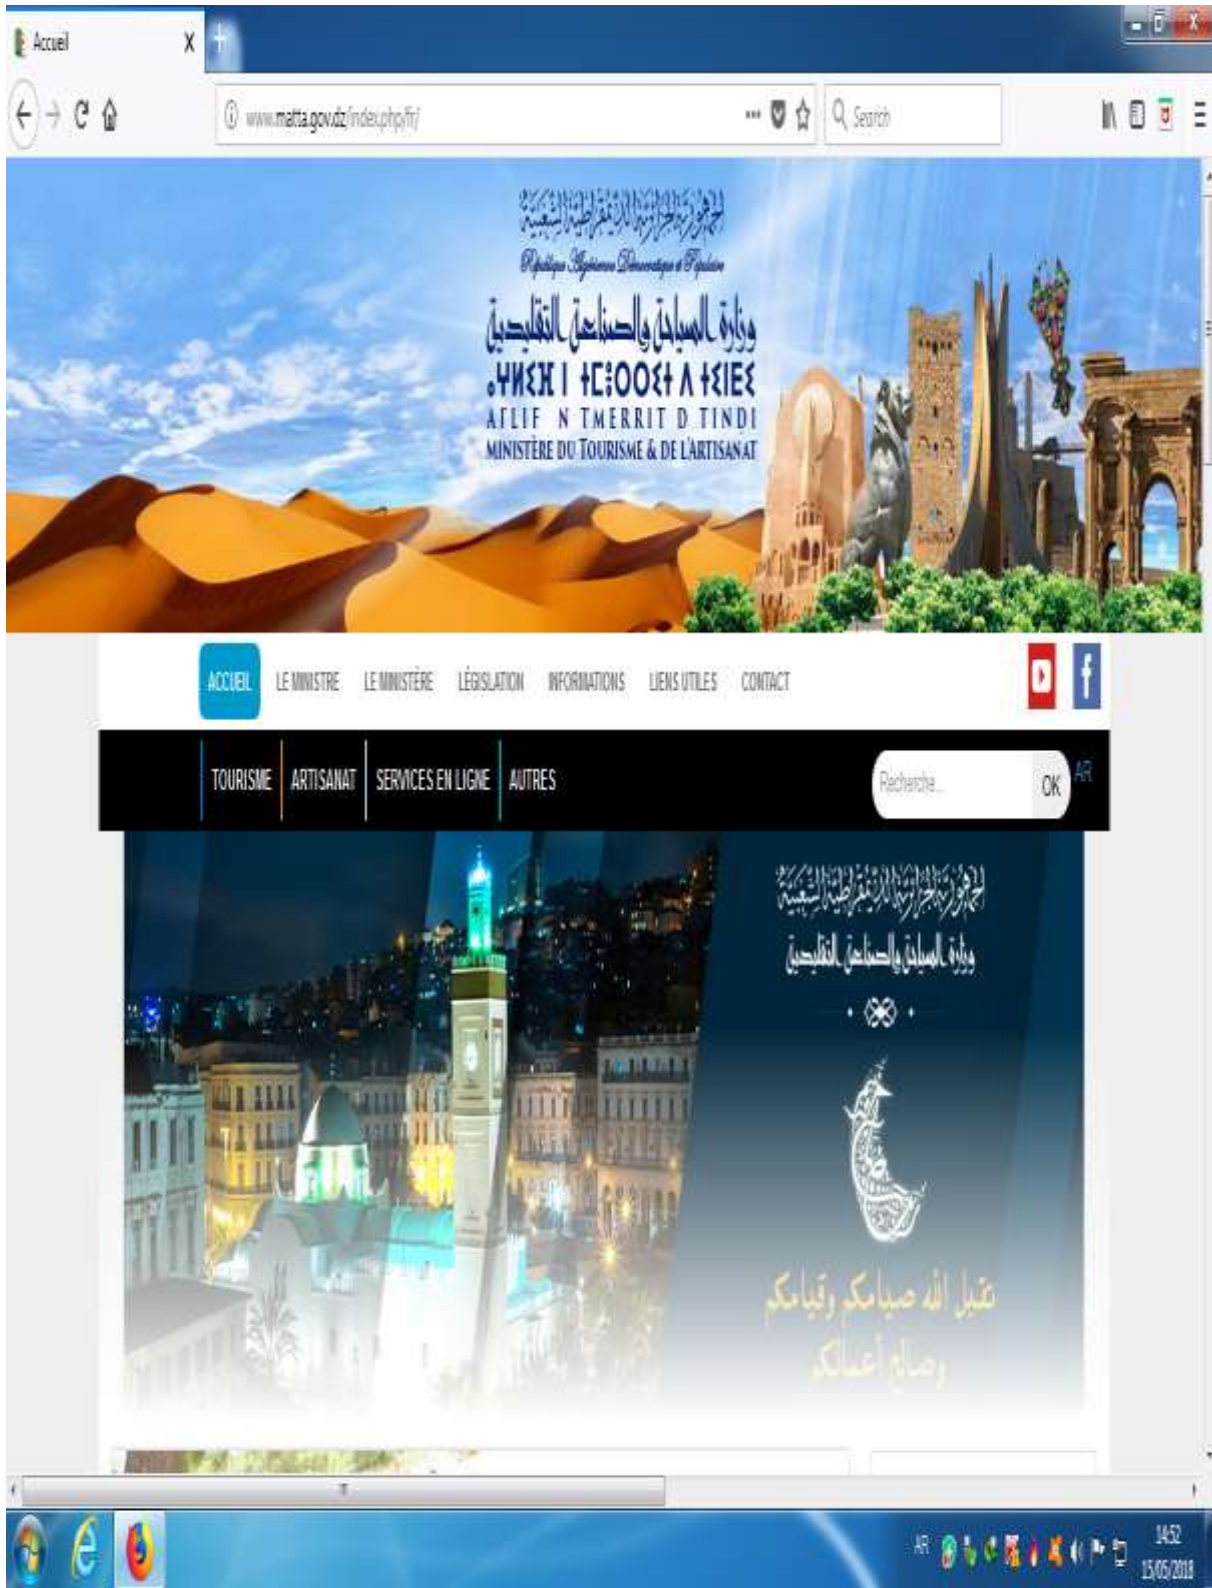 Accueil
www.matta.gov.dz/index.php/fr/
Search
الجمهورية الجزائرية الديمقراطية الشعبية
République Algérienne Démocratique et Populaire
وزارة السياحة والصناعة التقليدية
ⴰⵖⵍⵉⴼ ⵏ ⵜⵎⵓⵔⵔⵉⵜ ⴷ ⵜⵉⵏⴹⵉ
AΓLIF N TMERRIT D TINDI
MINISTÈRE DU TOURISME & DE L'ARTISANAT
ACCUEIL LE MINISTRE LE MINISTÈRE LÉGISLATION INFORMATIONS LIENS UTILES CONTACT
TOURISME ARTISANAT SERVICES EN LIGNE AUTRES
Recherche... OK AR
الجمهورية الجزائرية الديمقراطية الشعبية
وزارة السياحة والصناعة التقليدية
تقبل الله صيامكم وقيامكم
وصالح أعمالكم
AR
14:52
15/05/2018